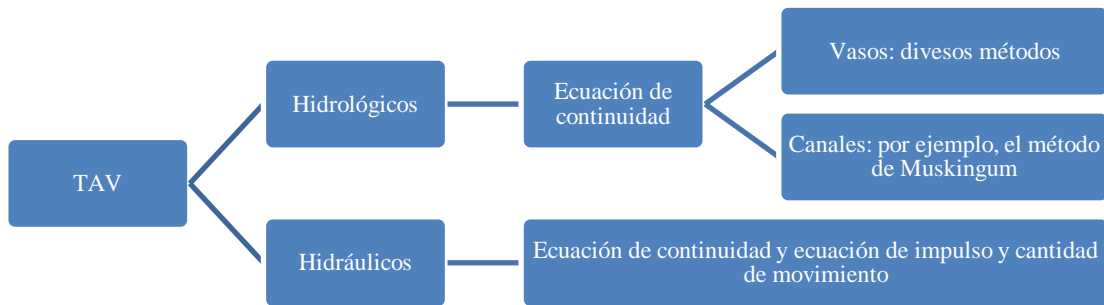 TAV
Hidrológicos
Ecuación de
continuidad
Vasos: divesos métodos
Canales: por ejemplo, el método
de Muskingum
Hidráulicos
Ecuación de continuidad y ecuación de impulso y cantidad
de movimiento